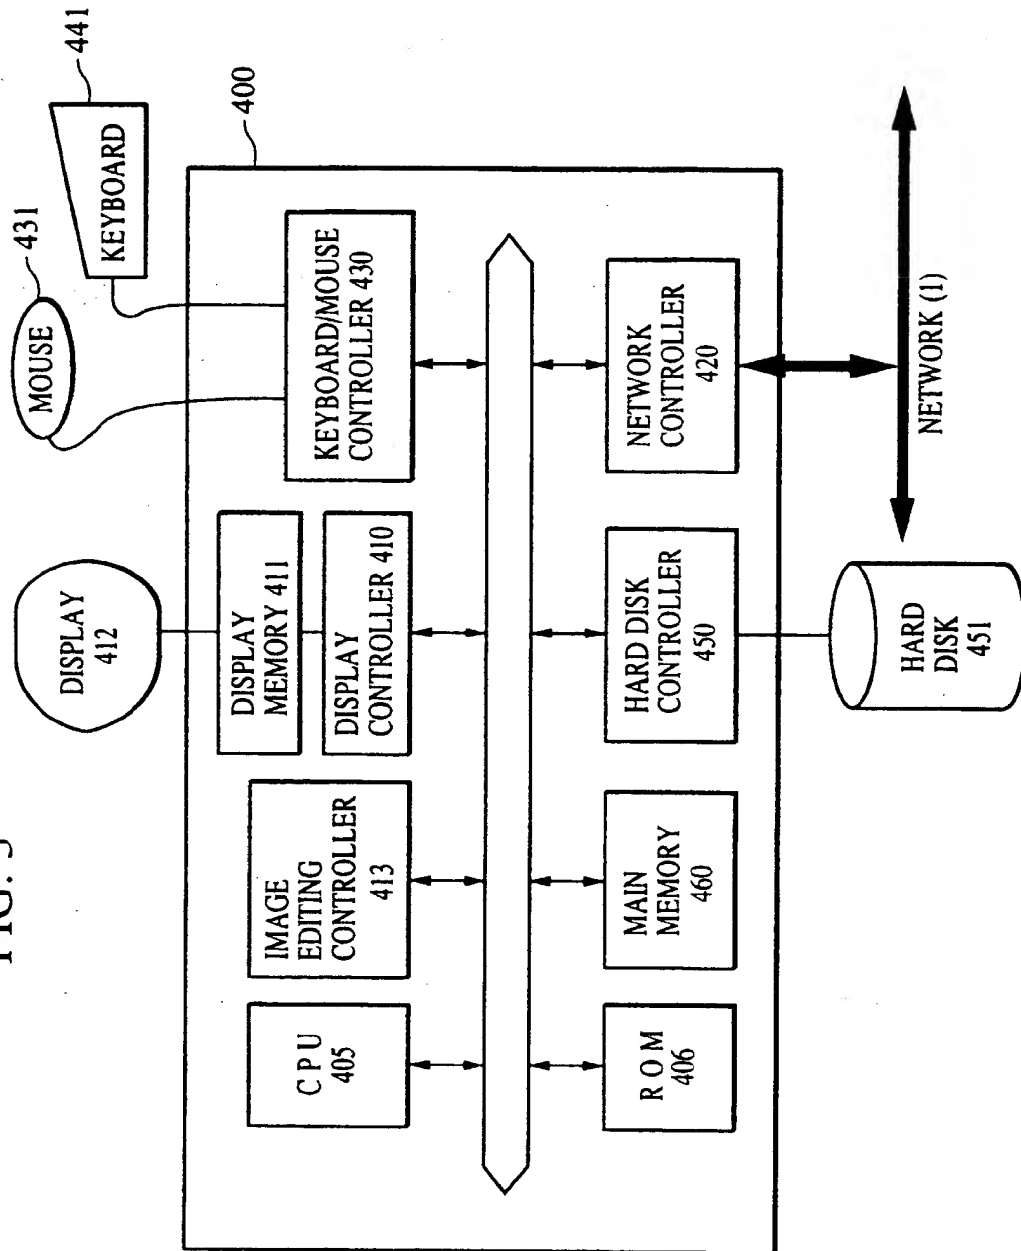 DISPLAY
412
MOUSE
431
KEYBOARD
441
400
CPU
405
IMAGE
EDITING
CONTROLLER
413
DISPLAY
MEMORY 411
DISPLAY
CONTROLLER 410
KEYBOARD/MOUSE
CONTROLLER 430
ROM
406
MAIN
MEMORY
460
HARD DISK
CONTROLLER
450
NETWORK
CONTROLLER
420
HARD
DISK
451
NETWORK (1)